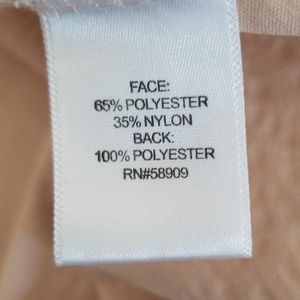 FACE:
65% POLYESTER
35% NYLON
BACK:
100% POLYESTER
RN#58909